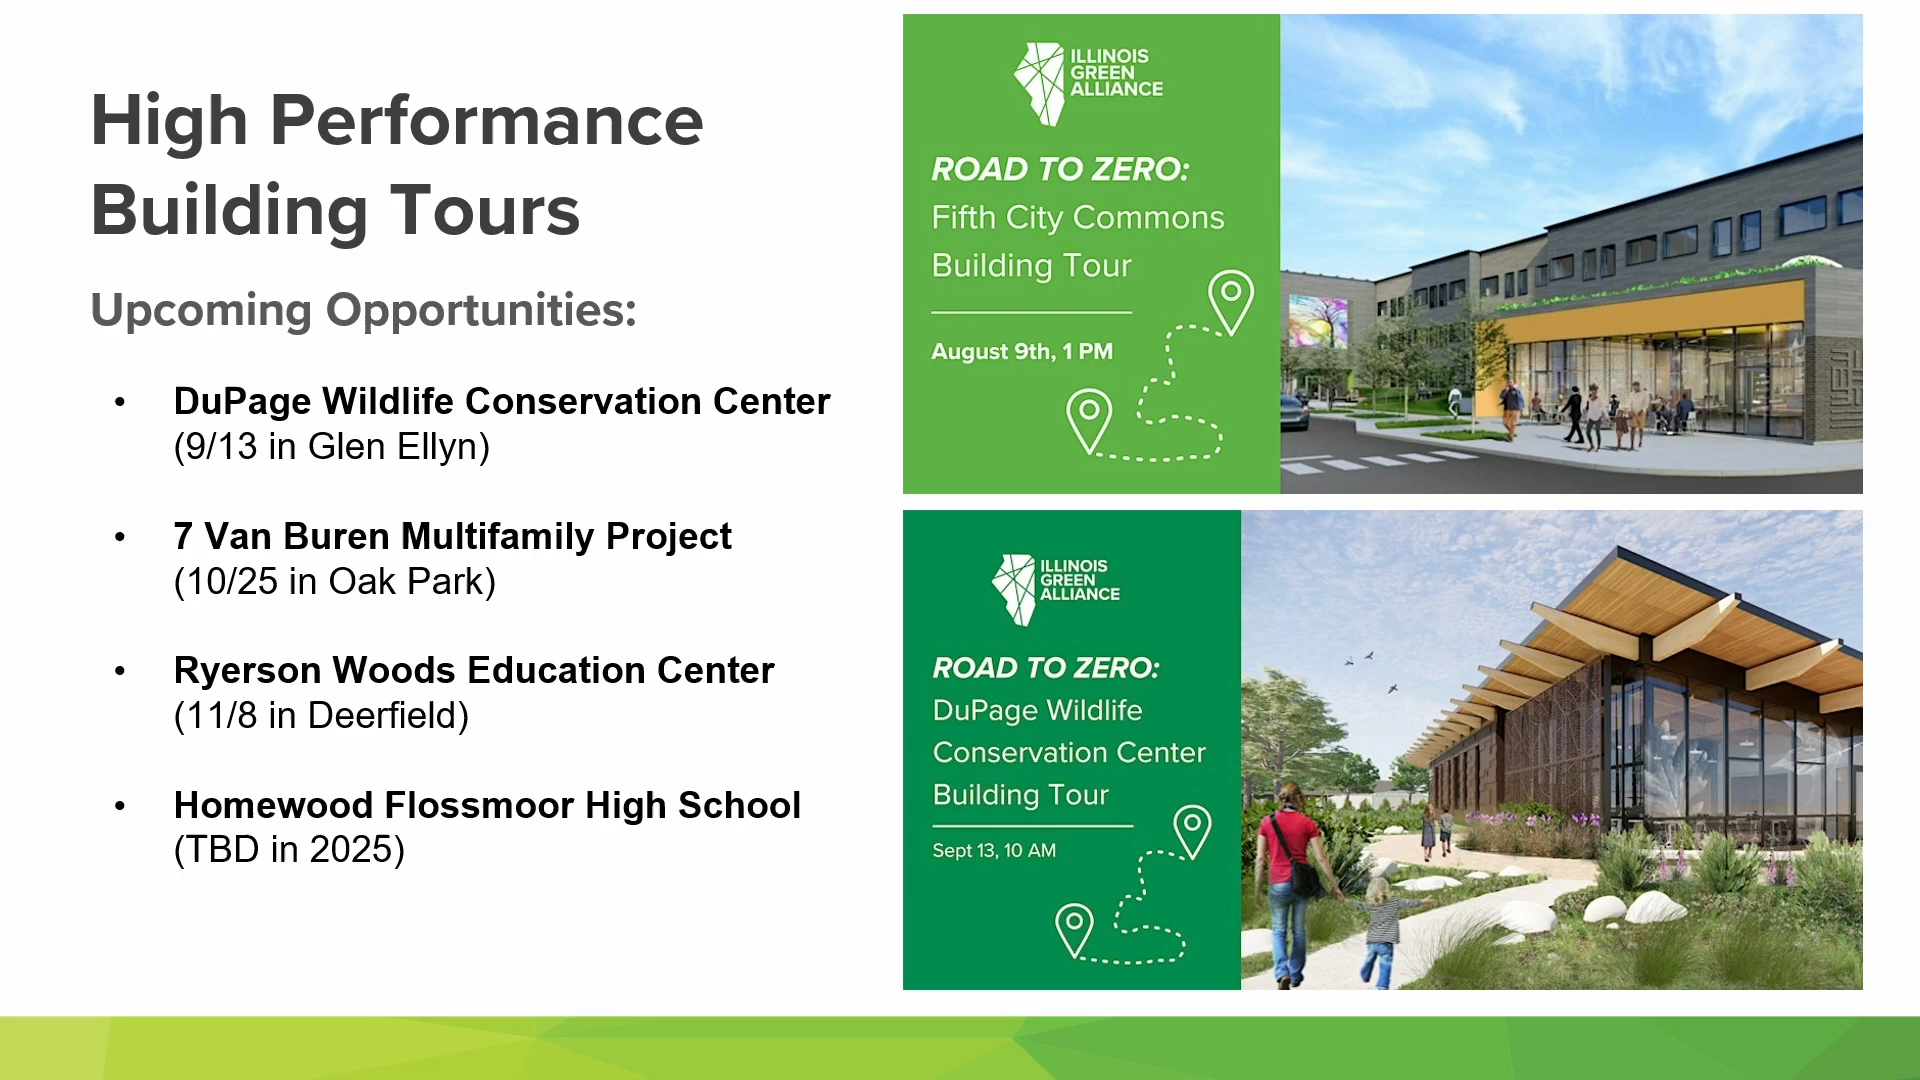 High Performance
Building Tours
Upcoming Opportunities:
• DuPage Wildlife Conservation Center
(9/13 in Glen Ellyn)
• 7 Van Buren Multifamily Project
(10/25 in Oak Park)
• Ryerson Woods Education Center
(11/8 in Deerfield)
• Homewood Flossmoor High School
(TBD in 2025)
ILLINOIS
GREEN
ALLIANCE
ROAD TO ZERO:
Fifth City Commons
Building Tour
August 9th, 1 PM
ILLINOIS
GREEN
ALLIANCE
ROAD TO ZERO:
DuPage Wildlife
Conservation Center
Building Tour
Sept 13, 10 AM